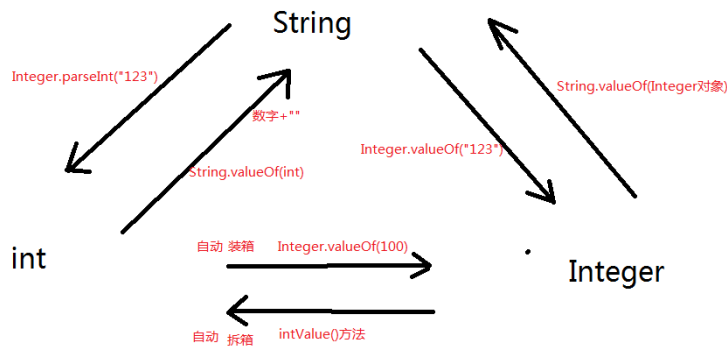 String
Integer.parseInt("123")
String.valueOf(Integer对象)
数字+""
Integer.valueOf("123")
String.valueOf(int)
int
自动 装箱 Integer.valueOf(100)
Integer
自动 拆箱 intValue()方法